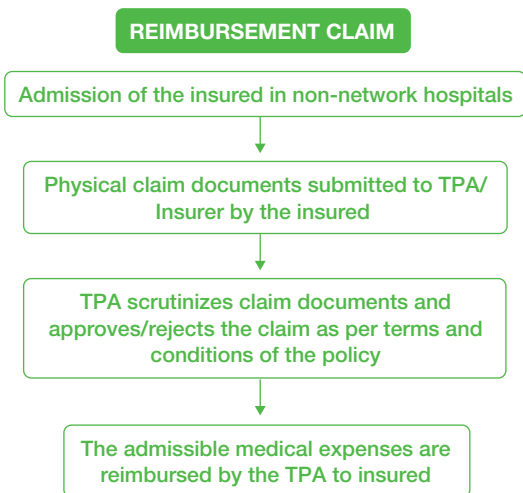 REIMBURSEMENT CLAIM
Admission of the insured in non-network hospitals
Physical claim documents submitted to TPA/
Insurer by the insured
TPA scrutinizes claim documents and
approves/rejects the claim as per terms and
conditions of the policy
The admissible medical expenses are
reimbursed by the TPA to insured